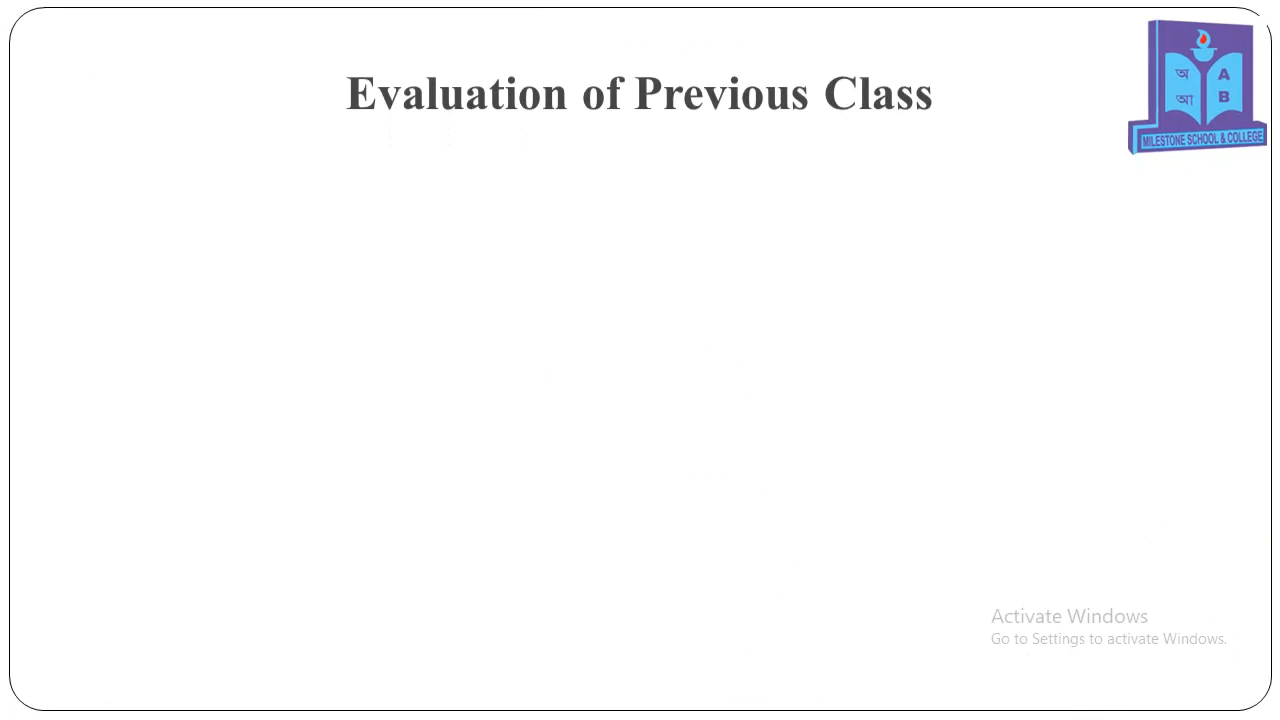 Evaluation of Previous Class
অ A
আ B
MILESTONE SCHOOL & COLLEGE
Activate Windows
Go to Settings to activate Windows.